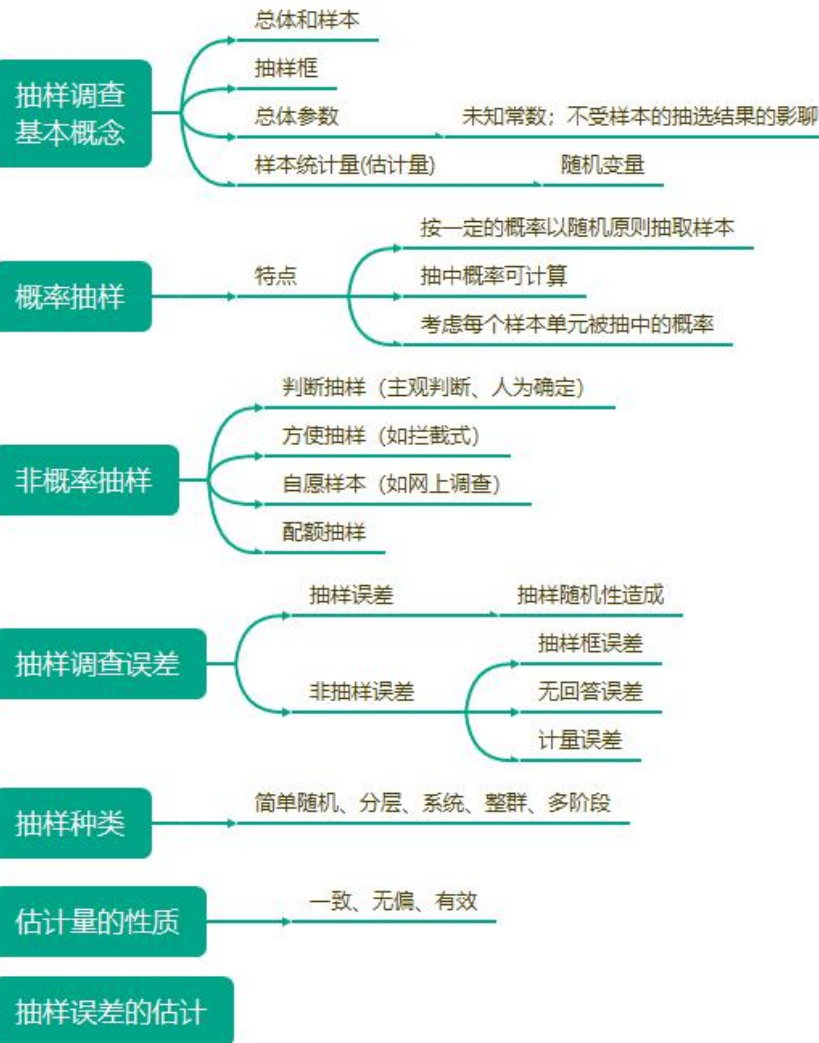 抽样调查
基本概念
总体和样本
抽样框
总体参数
未知常数；不受样本的抽选结果的影聊
样本统计量(估计量)
随机变量
概率抽样
特点
按一定的概率以随机原则抽取样本
抽中概率可计算
考虑每个样本单元被抽中的概率
非概率抽样
判断抽样（主观判断、人为确定）
方便抽样（如拦截式）
自愿样本（如网上调查）
配额抽样
抽样调查误差
抽样误差
抽样随机性造成
非抽样误差
抽样框误差
无回答误差
计量误差
抽样种类
简单随机、分层、系统、整群、多阶段
估计量的性质
一致、无偏、有效
抽样误差的估计